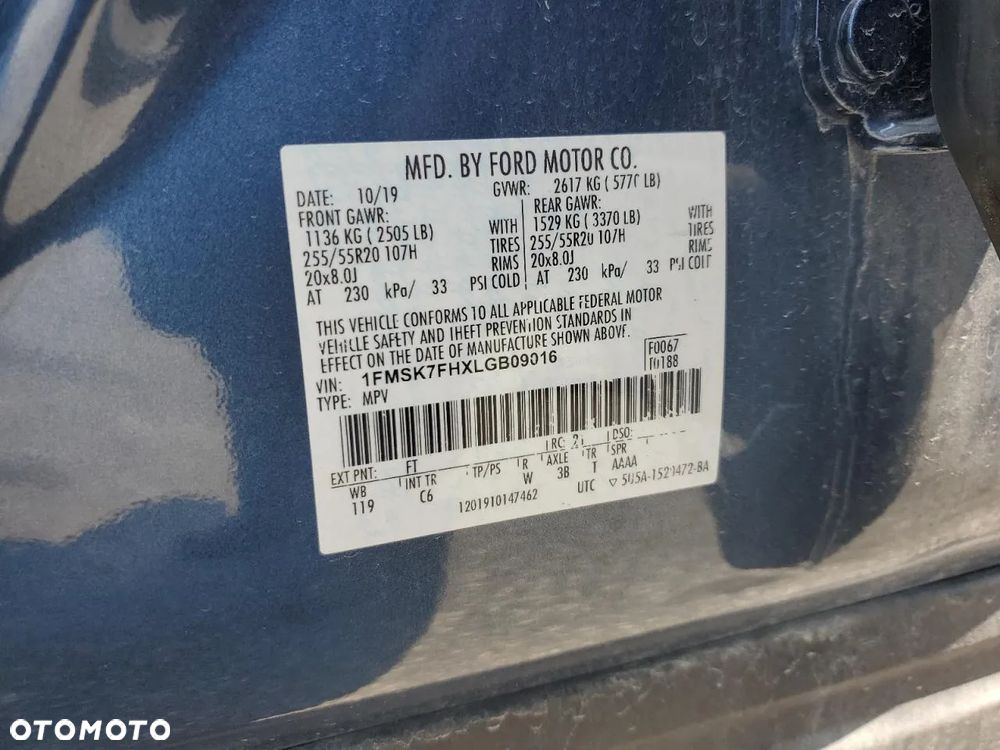 MFD. BY FORD MOTOR CO.
DATE: 10/19 GVWR: 2617 KG ( 5770 LB)
FRONT GAWR: REAR GAWR:
1136 KG ( 2505 LB) WITH 1529 KG ( 3370 LB) WITH
255/55R20 107H TIRES 255/55R20 107H TIRES
20x8.0J RIMS 20x8.0J RIMS
AT 230 kPa/ 33 PSI COLD AT 230 kPa/ 33 PSI COLD
THIS VEHICLE CONFORMS TO ALL APPLICABLE FEDERAL MOTOR
VEHICLE SAFETY AND THEFT PREVENTION STANDARDS IN
EFFECT ON THE DATE OF MANUFACTURE SHOWN ABOVE.
VIN: 1FMSK7FHXLGB09016 F0067
TYPE: MPV T0188
EXT PNT: FT RC: 2 DSO:
WB INT TR TP/PS R AXLE TR SPR
119 C6 W 3B T AAAA
1201910147462 UTC
OTOMOTO